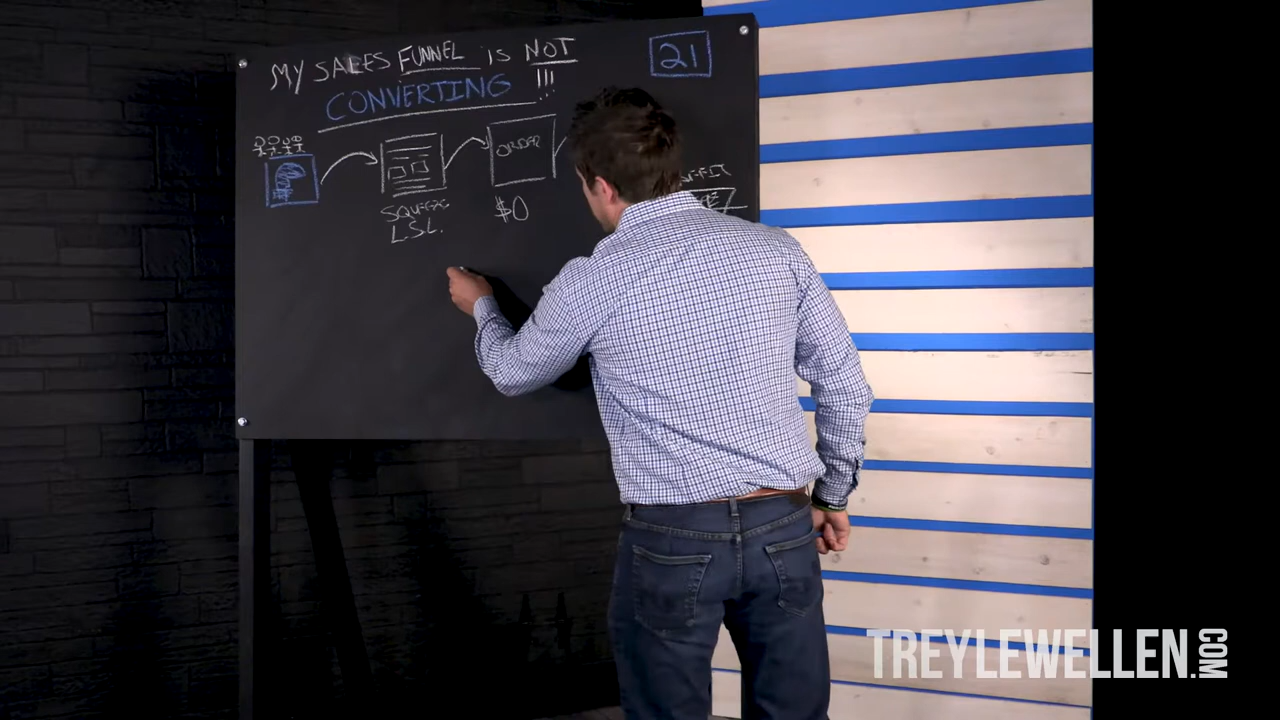 MY SALES FUNNEL IS NOT
CONVERTING !!!
21
ORDER
SQUEEZE
L.S.L.
$0
TREYLEWELLEN.COM